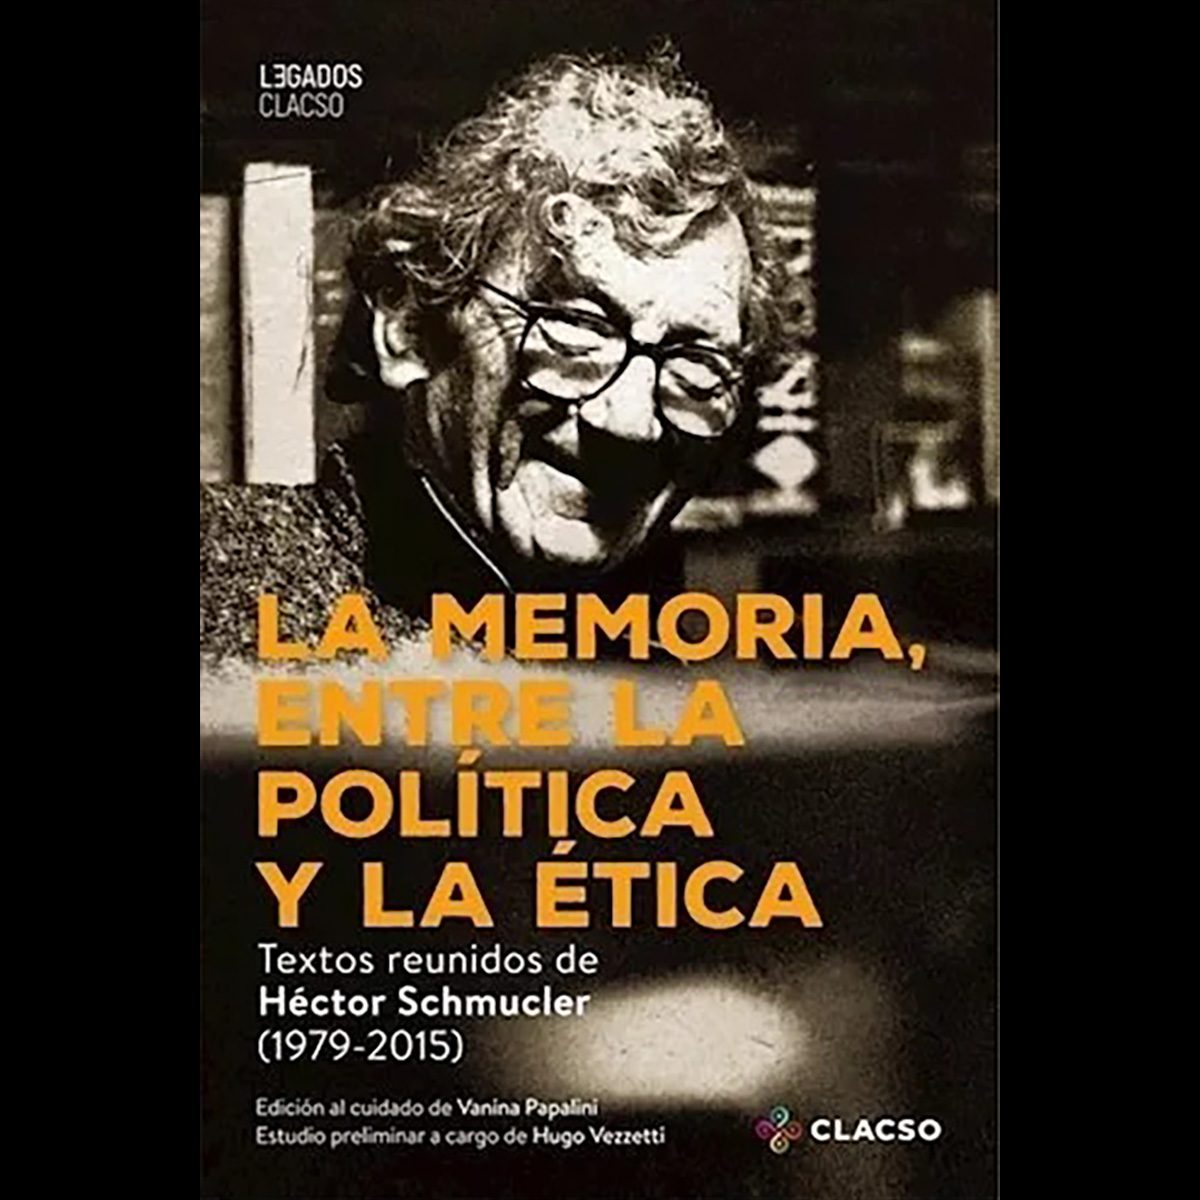 LEGADOS
CLACSO
LA MEMORIA,
ENTRE LA
POLÍTICA
Y LA ÉTICA
Textos reunidos de
Héctor Schmucler
(1979-2015)
Edición al cuidado de Vanina Papalini
Estudio preliminar a cargo de Hugo Vezzetti
CLACSO